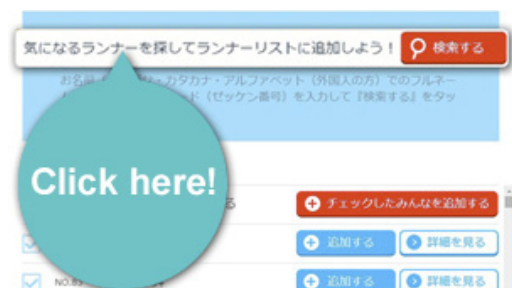 気になるランナーを探してランナーリストに追加しよう！ 検索する
カタカナ・アルファベット（外国人の方）でのフルネー
ド（ゼッケン番号）を入力して『検索する』をタッ
Click here!
る チェックしたみんなを追加する
追加する 詳細を見る
NO.83 追加する 詳細を見る